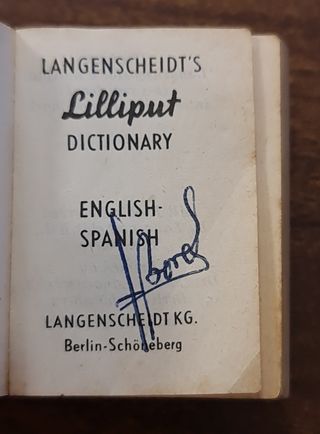 LANGENSCHEIDT'S
Lilliput
DICTIONARY
ENGLISH-
SPANISH
LANGENSCHEIDT KG.
Berlin-Schöneberg